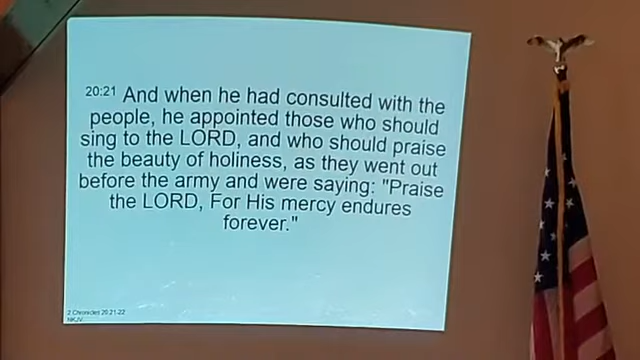 20:21 And when he had consulted with the
people, he appointed those who should
sing to the LORD, and who should praise
the beauty of holiness, as they went out
before the army and were saying: "Praise
the LORD, For His mercy endures
forever."
2 Chronicles 20:21-22
NKJV